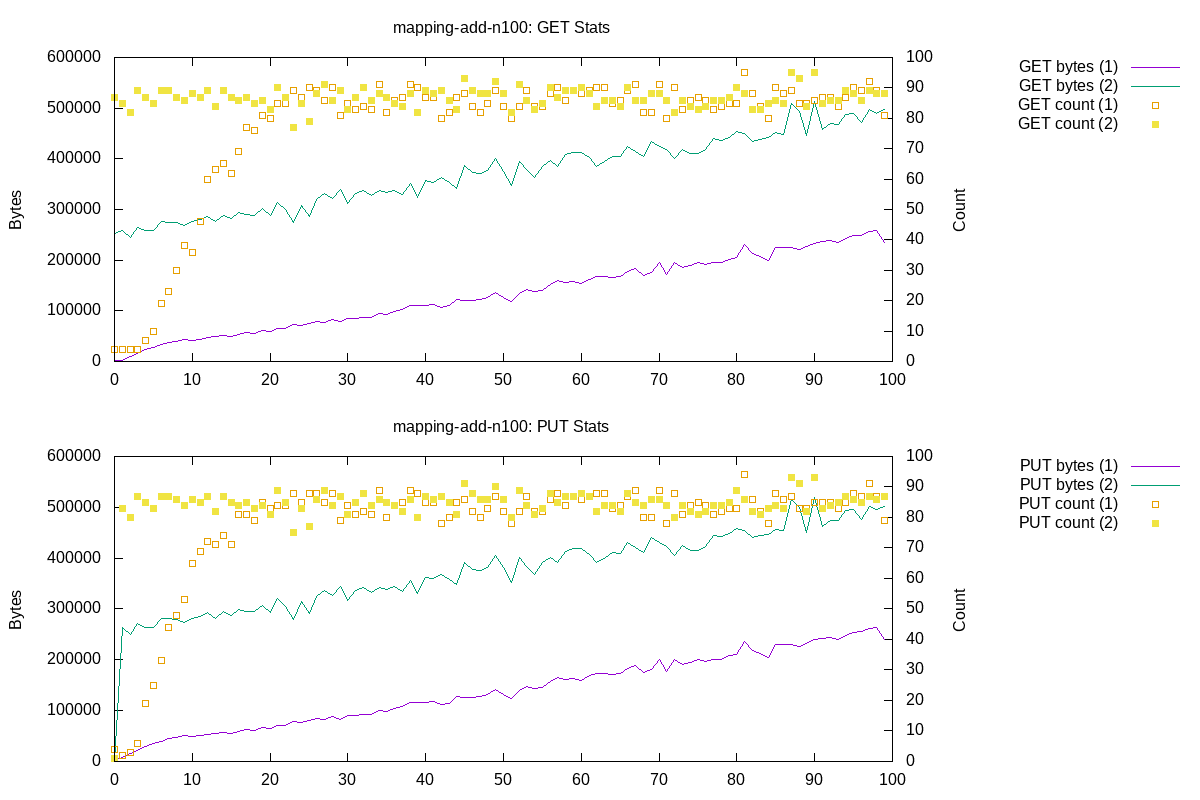 mapping-add-n100: GET Stats
600000
500000
400000
300000
200000
100000
0
Bytes
0 10 20 30 40 50 60 70 80 90 100
100
90
80
70
60
50
40
30
20
10
0
Count
GET bytes (1)
GET bytes (2)
GET count (1)
GET count (2)
mapping-add-n100: PUT Stats
600000
500000
400000
300000
200000
100000
0
Bytes
0 10 20 30 40 50 60 70 80 90 100
100
90
80
70
60
50
40
30
20
10
0
Count
PUT bytes (1)
PUT bytes (2)
PUT count (1)
PUT count (2)